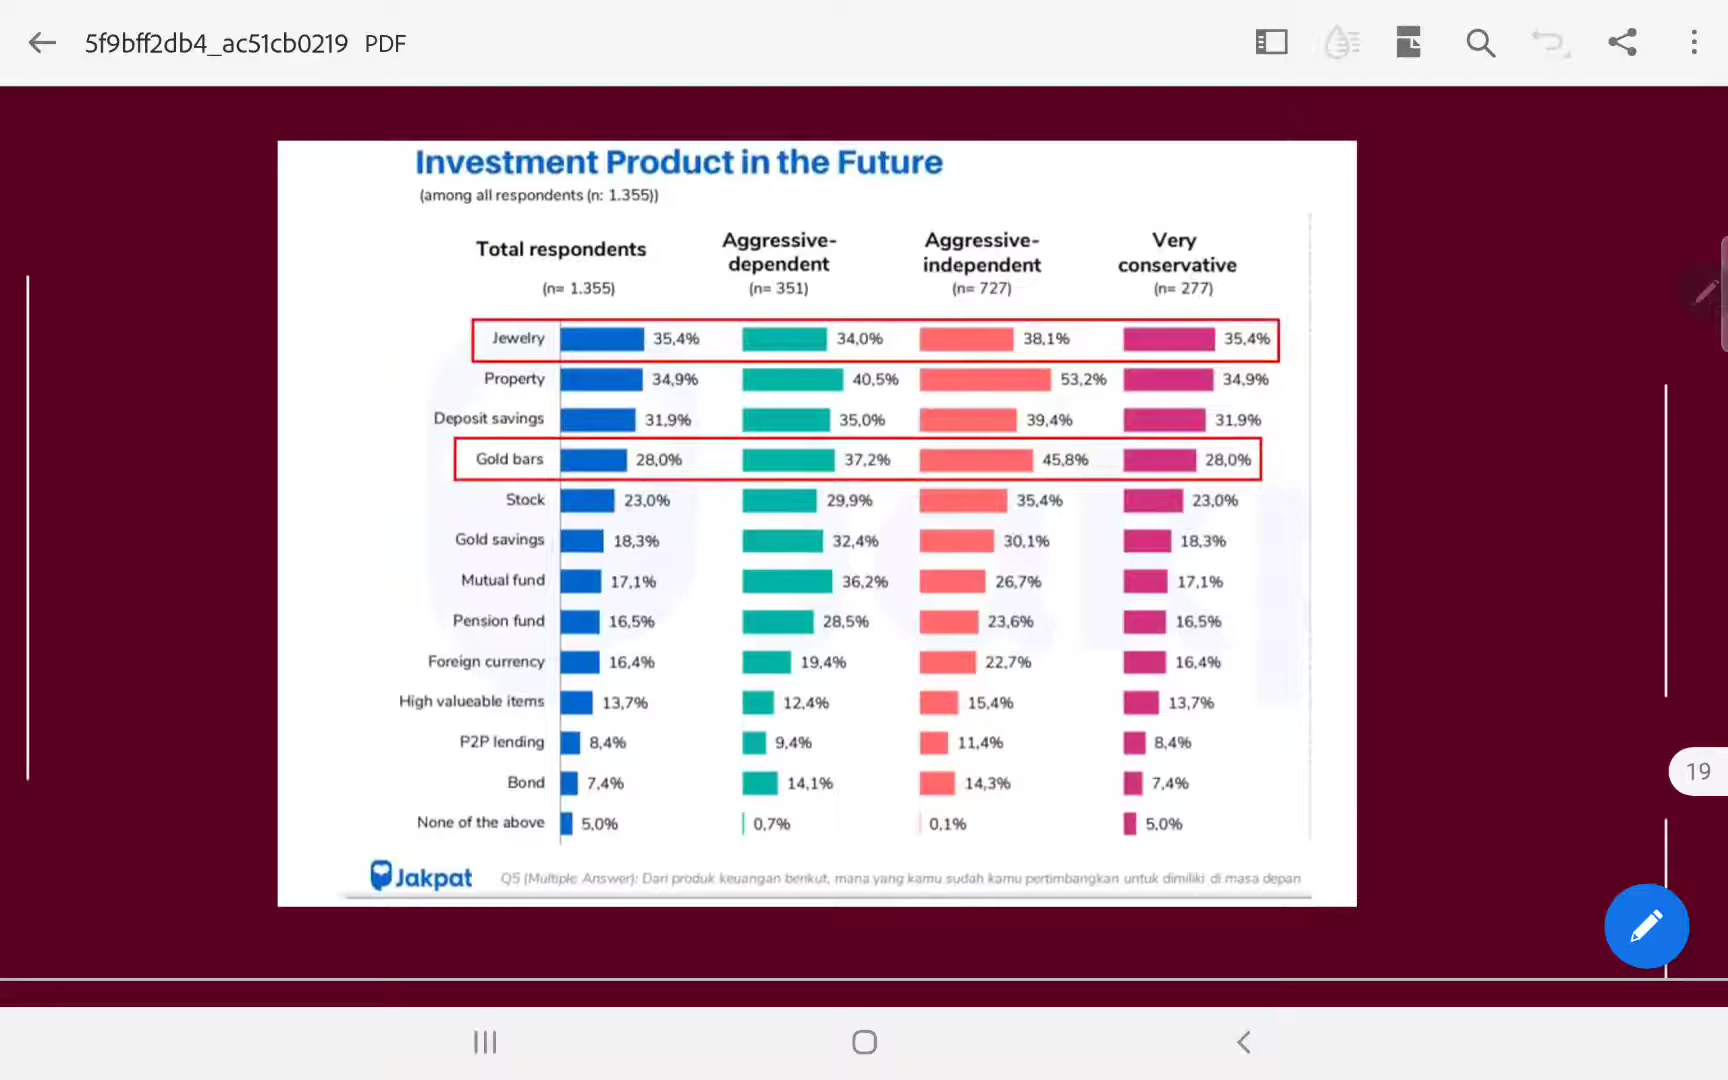 5f9bff2db4_ac51cb0219 PDF
Investment Product in the Future
(among all respondents (n: 1.355))
Total respondents
(n= 1.355)
Aggressive-
dependent
(n= 351)
Aggressive-
independent
(n= 727)
Very
conservative
(n= 277)
Jewelry 35,4% 34,0% 38,1% 35,4%
Property 34,9% 40,5% 53,2% 34,9%
Deposit savings 31,9% 35,0% 39,4% 31,9%
Gold bars 28,0% 37,2% 45,8% 28,0%
Stock 23,0% 29,9% 35,4% 23,0%
Gold savings 18,3% 32,4% 30,1% 18,3%
Mutual fund 17,1% 36,2% 26,7% 17,1%
Pension fund 16,5% 28,5% 23,6% 16,5%
Foreign currency 16,4% 19,4% 22,7% 16,4%
High valueable items 13,7% 12,4% 15,4% 13,7%
P2P lending 8,4% 9,4% 11,4% 8,4%
Bond 7,4% 14,1% 14,3% 7,4%
None of the above 5,0% 0,7% 0,1% 5,0%
19
Jakpat Q5 (Multiple Answer): Dari produk keuangan berikut, mana yang kamu sudah kamu pertimbangkan untuk dimiliki di masa depan